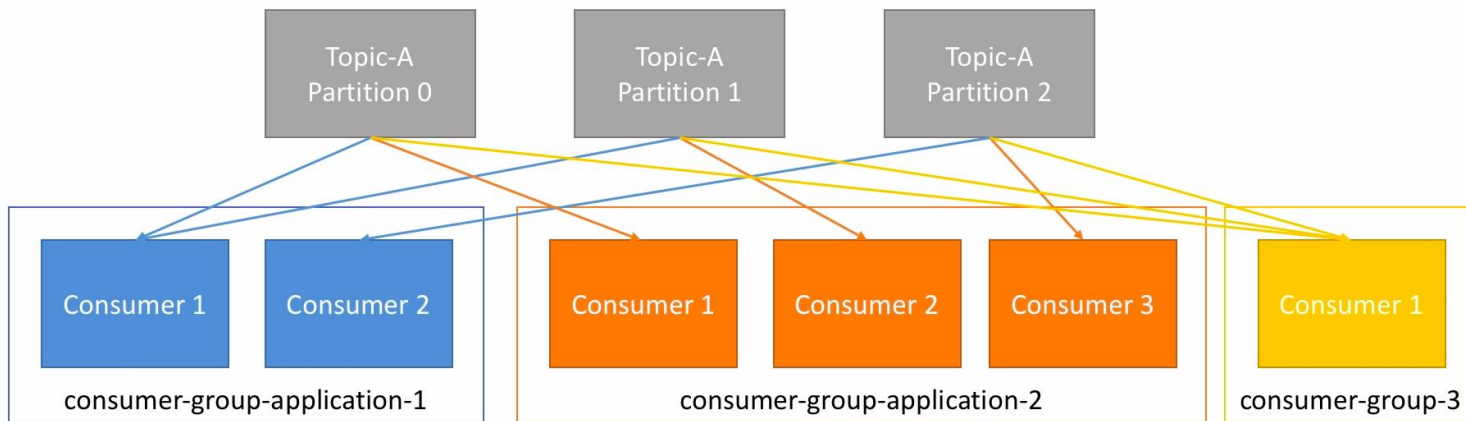 Topic-A
Partition 0
Topic-A
Partition 1
Topic-A
Partition 2
Consumer 1
Consumer 2
consumer-group-application-1
Consumer 1
Consumer 2
Consumer 3
consumer-group-application-2
Consumer 1
consumer-group-3